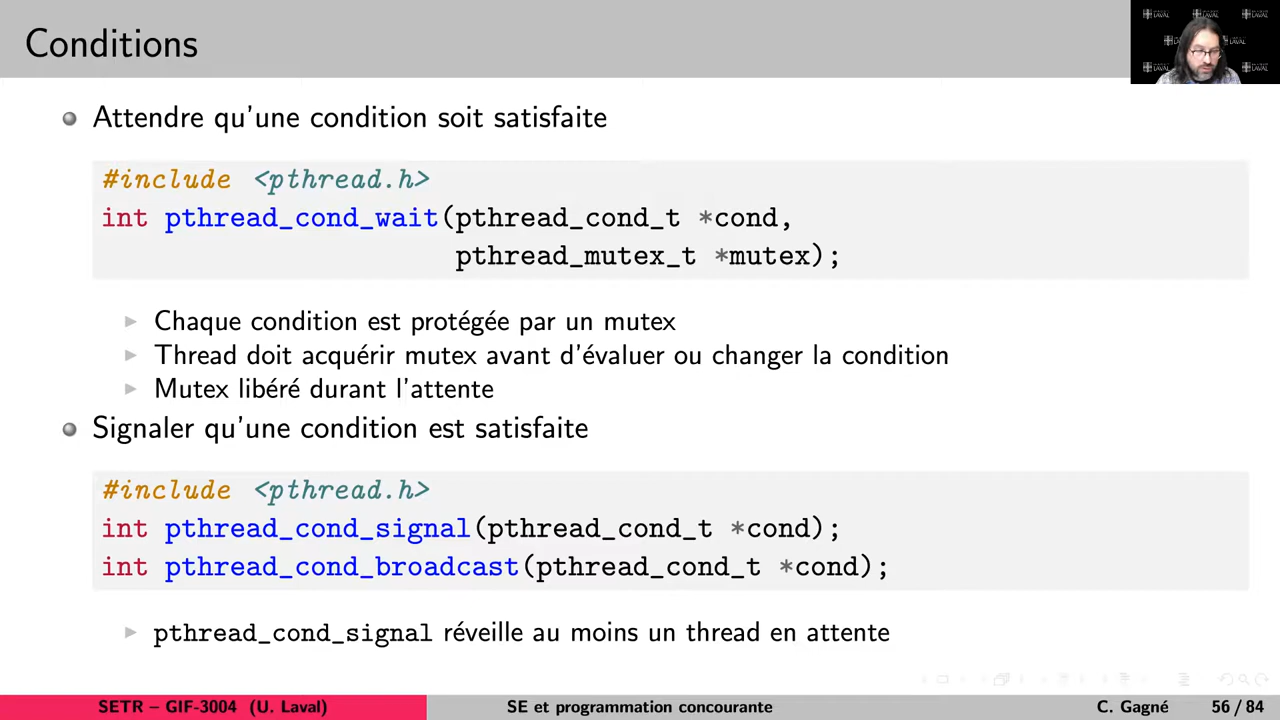 Conditions
Attendre qu'une condition soit satisfaite
#include <pthread.h>
int pthread_cond_wait(pthread_cond_t *cond,
pthread_mutex_t *mutex);
Chaque condition est protégée par un mutex
Thread doit acquérir mutex avant d'évaluer ou changer la condition
Mutex libéré durant l'attente
Signaler qu'une condition est satisfaite
#include <pthread.h>
int pthread_cond_signal(pthread_cond_t *cond);
int pthread_cond_broadcast(pthread_cond_t *cond);
pthread_cond_signal réveille au moins un thread en attente
SETR – GIF-3004 (U. Laval) SE et programmation concourante C. Gagné 56 / 84